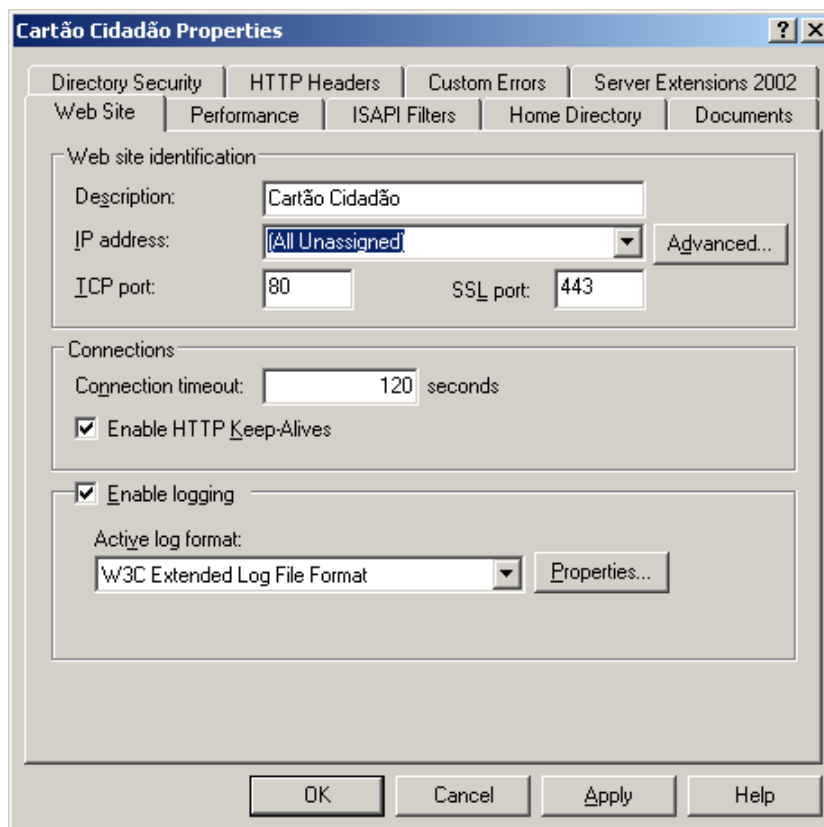 Cartão Cidadão Properties
Directory Security HTTP Headers Custom Errors Server Extensions 2002
Web Site Performance ISAPI Filters Home Directory Documents
Web site identification
Description: Cartão Cidadão
IP address: (All Unassigned) Advanced...
TCP port: 80 SSL port: 443
Connections
Connection timeout: 120 seconds
Enable HTTP Keep-Alives
Enable logging
Active log format:
W3C Extended Log File Format Properties...
OK Cancel Apply Help